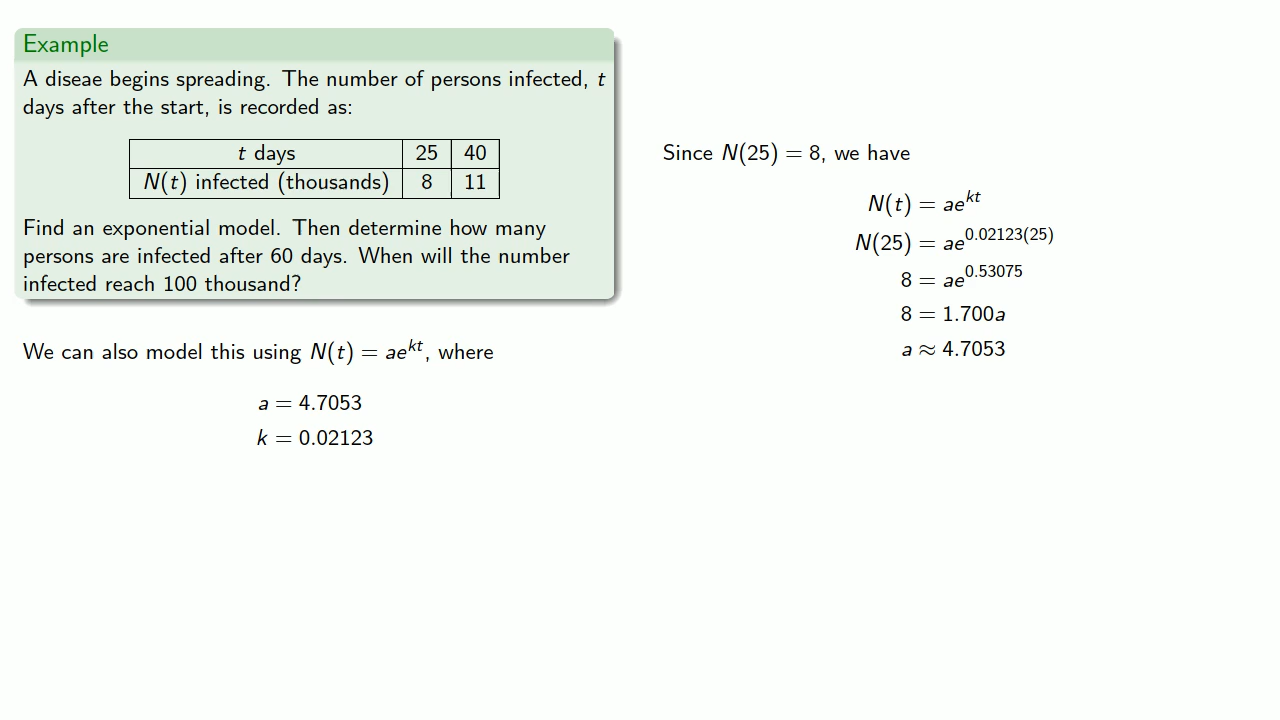 Example
A diseae begins spreading. The number of persons infected, t
days after the start, is recorded as:
t days 25 40
N(t) infected (thousands) 8 11
Find an exponential model. Then determine how many
persons are infected after 60 days. When will the number
infected reach 100 thousand?
We can also model this using N(t) = ae^{kt}, where
a = 4.7053
k = 0.02123
Since N(25) = 8, we have
N(t) = ae^{kt}
N(25) = ae^{0.02123(25)}
8 = ae^{0.53075}
8 = 1.700a
a ≈ 4.7053